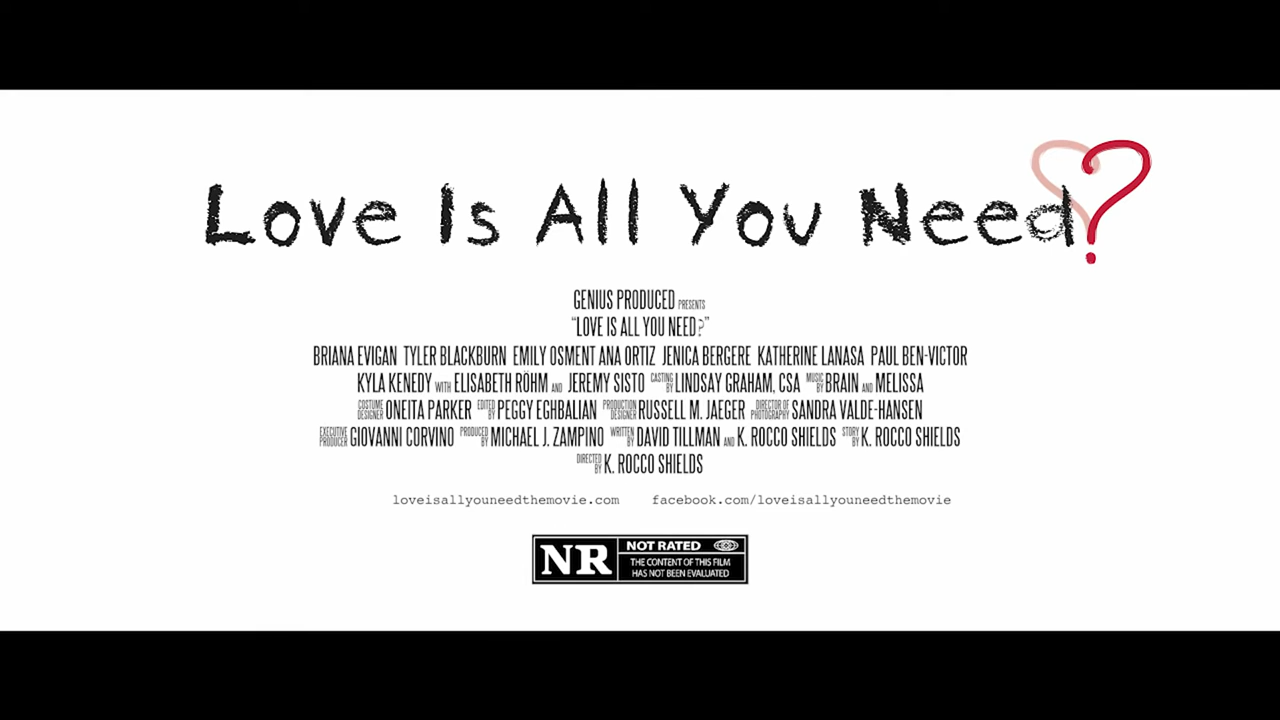 Love Is All You Need?
GENIUS PRODUCED PRESENTS
"LOVE IS ALL YOU NEED?"
BRIANA EVIGAN TYLER BLACKBURN EMILY OSMENT ANA ORTIZ JENICA BERGERE KATHERINE LANASA PAUL BEN-VICTOR
KYLA KENEDY WITH ELISABETH RÖHM AND JEREMY SISTO CASTING BY LINDSAY GRAHAM, CSA MUSIC BY BRAIN AND MELISSA
COSTUME DESIGNER ONEITA PARKER EDITED BY PEGGY EGHBALIAN PRODUCTION DESIGNER RUSSELL M. JAEGER DIRECTOR OF PHOTOGRAPHY SANDRA VALDE-HANSEN
EXECUTIVE PRODUCER GIOVANNI CORVINO PRODUCED BY MICHAEL J. ZAMPINO WRITTEN BY DAVID TILLMAN AND K. ROCCO SHIELDS STORY BY K. ROCCO SHIELDS
DIRECTED BY K. ROCCO SHIELDS
loveisallyouneedthemovie.com facebook.com/loveisallyouneedthemovie
NR NOT RATED
THE CONTENT OF THIS FILM
HAS NOT BEEN EVALUATED